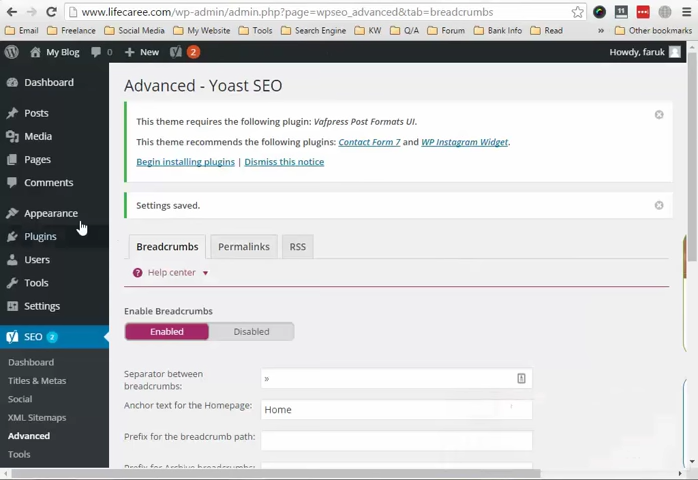 www.lifecaree.com/wp-admin/admin.php?page=wpseo_advanced&tab=breadcrumbs
Email Freelance Social Media My Website Tools Search Engine KW Q/A Forum Bank Info Read » Other bookmarks
My Blog 0 New 2 Howdy, faruk
Dashboard
Posts
Media
Pages
Comments
Appearance
Plugins
Users
Tools
Settings
SEO 2
Dashboard
Titles & Metas
Social
XML Sitemaps
Advanced
Tools
Advanced - Yoast SEO
This theme requires the following plugin: Vafpress Post Formats UI.
This theme recommends the following plugins: Contact Form 7 and WP Instagram Widget.
Begin installing plugins | Dismiss this notice
Settings saved.
Breadcrumbs Permalinks RSS
Help center
Enable Breadcrumbs
Enabled Disabled
Separator between breadcrumbs: »
Anchor text for the Homepage: Home
Prefix for the breadcrumb path:
Prefix for Archive breadcrumbs: